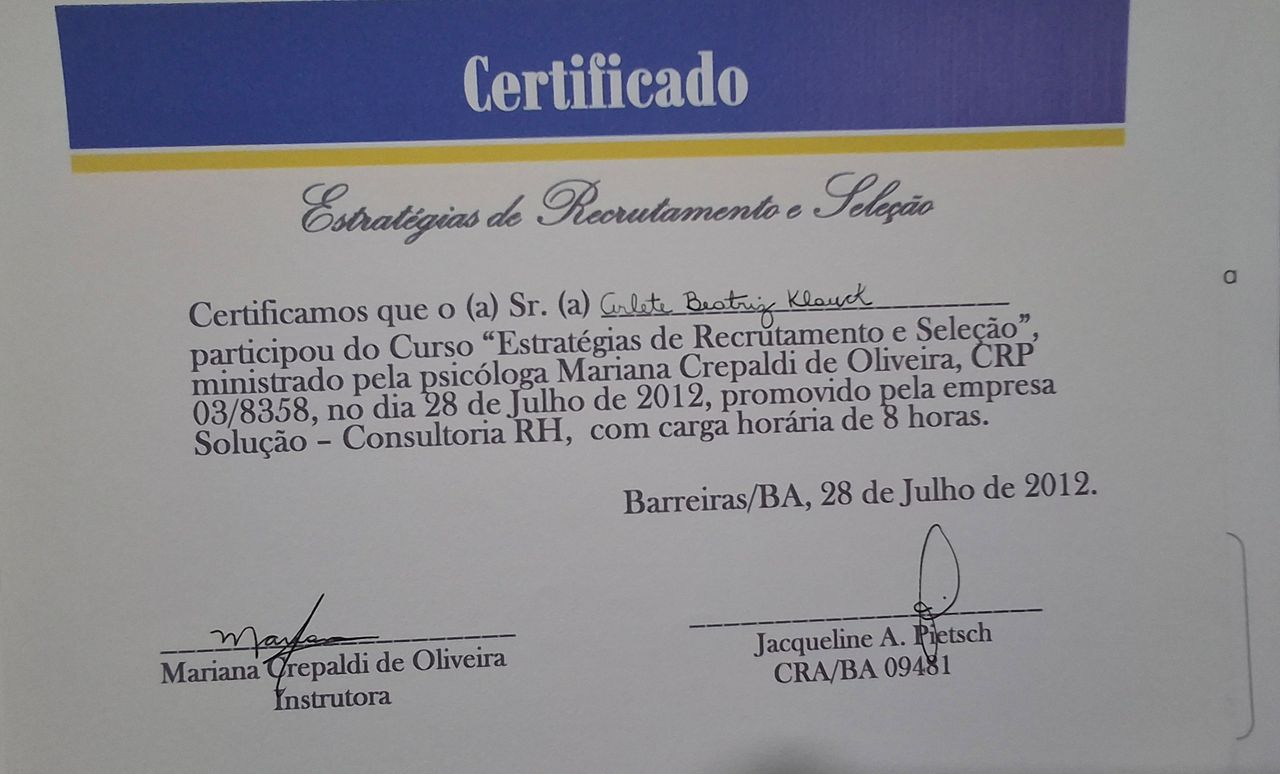 Certificado
Estratégias de Recrutamento e Seleção
a
Certificamos que o (a) Sr. (a) Arlete Beatriz Klauck
participou do Curso “Estratégias de Recrutamento e Seleção”,
ministrado pela psicóloga Mariana Crepaldi de Oliveira, CRP
03/8358, no dia 28 de Julho de 2012, promovido pela empresa
Solução – Consultoria RH, com carga horária de 8 horas.
Barreiras/BA, 28 de Julho de 2012.
Mariana Crepaldi de Oliveira
Instrutora
Jacqueline A. Pietsch
CRA/BA 09481